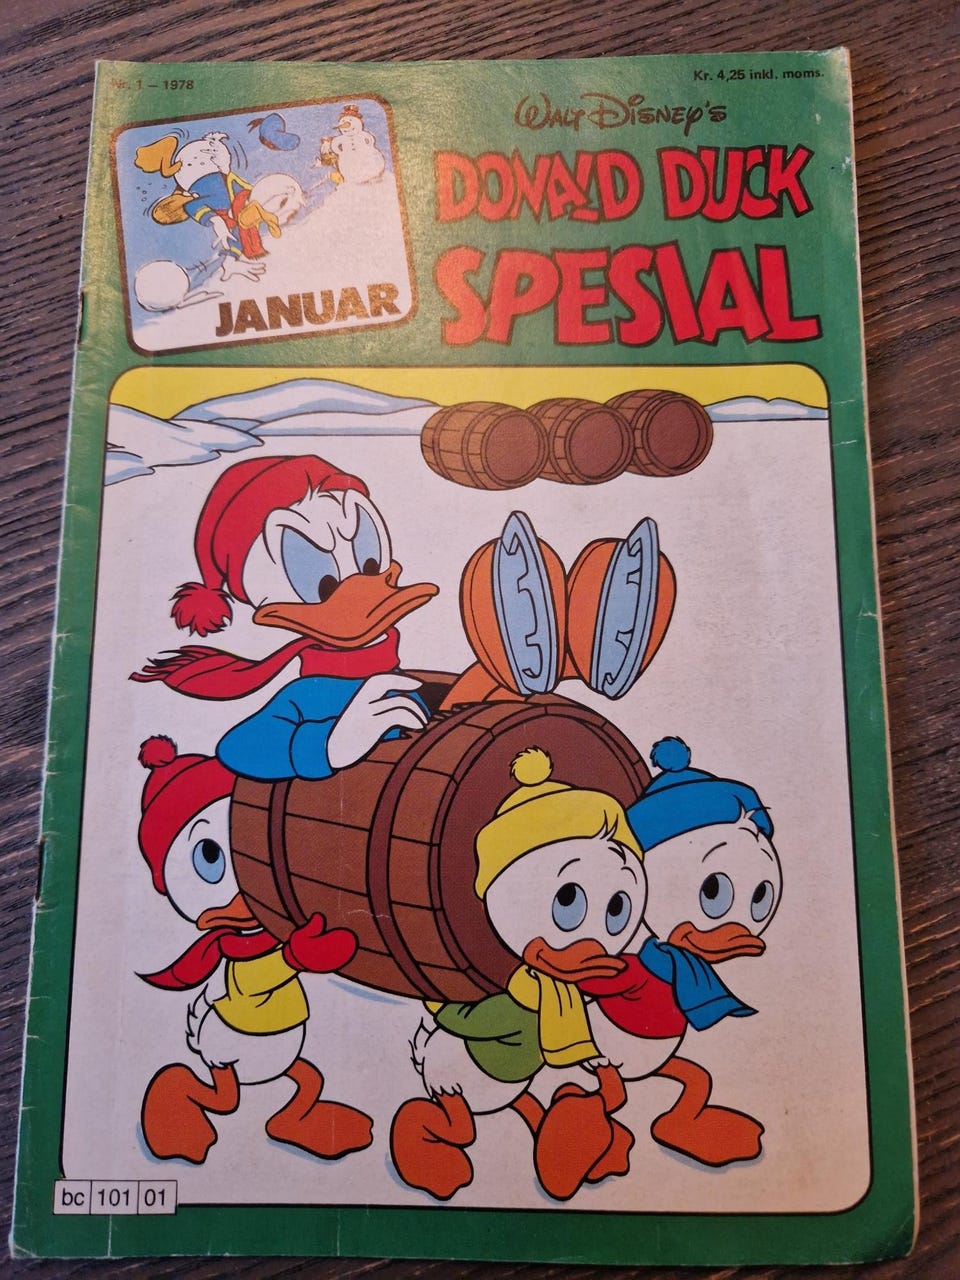 Nr. 1 – 1978
Kr. 4,25 inkl. moms.
Walt Disney's
DONALD DUCK
SPESIAL
JANUAR
bc 101 01